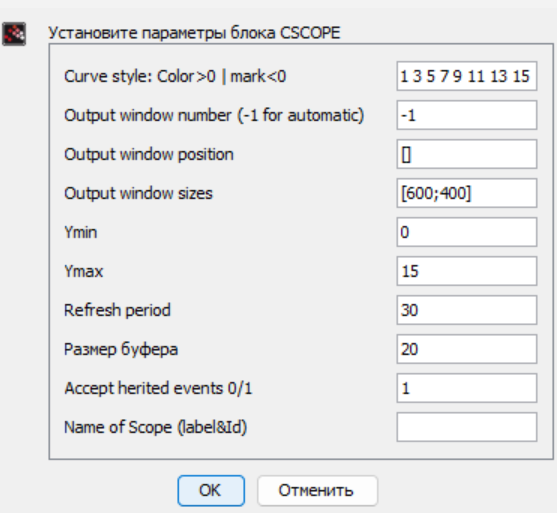 Установите параметры блока CSCOPE
Curve style: Color>0 | mark<0 1 3 5 7 9 11 13 15
Output window number (-1 for automatic) -1
Output window position []
Output window sizes [600;400]
Ymin 0
Ymax 15
Refresh period 30
Размер буфера 20
Accept herited events 0/1 1
Name of Scope (label&Id)
OK Отменить